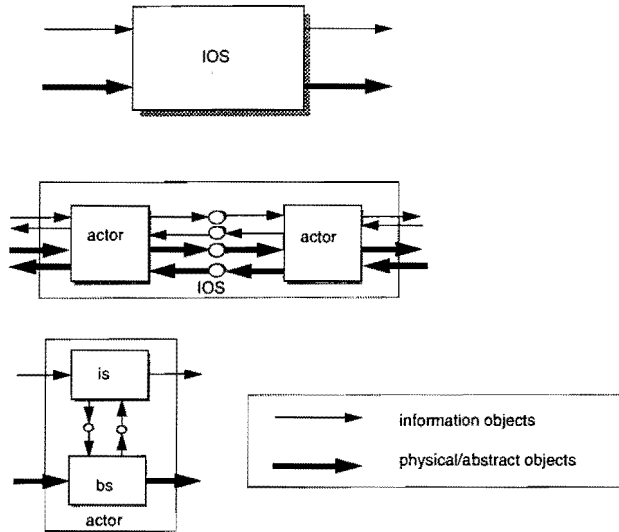 IOS
actor
actor
IOS
is
bs
actor
information objects
physical/abstract objects